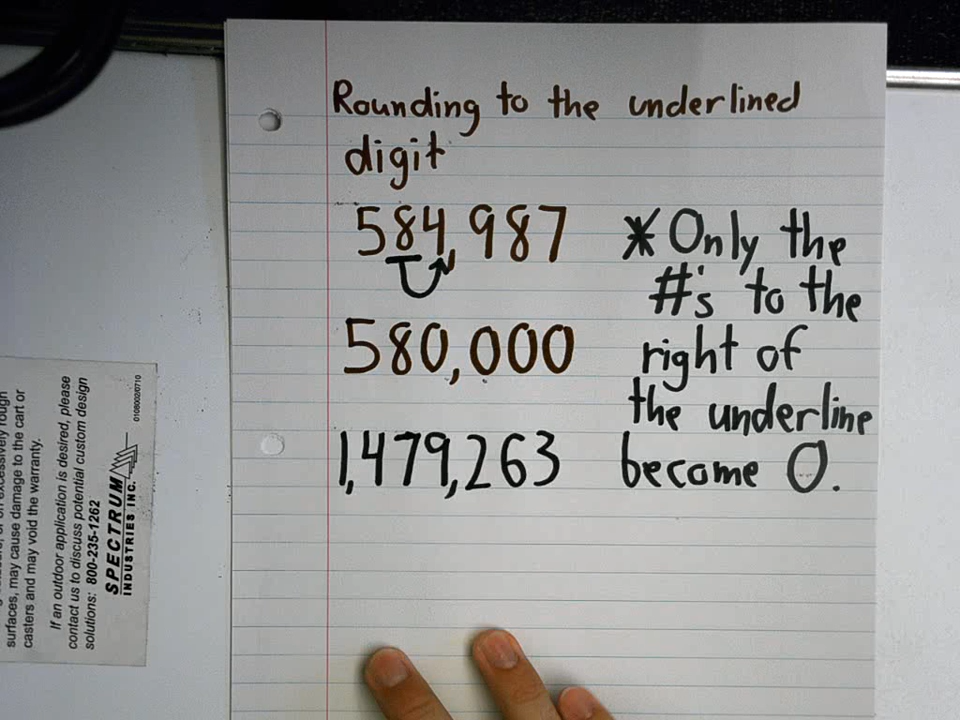 Rounding to the underlined
digit
584,987
580,000
1,479,263
* Only the
#'s to the
right of
the underline
become 0.
surfaces, may cause damage to the cart or
casters and may void the warranty.
If an outdoor application is desired, please
contact us to discuss potential custom design
solutions: 800-235-1262
SPECTRUM
INDUSTRIES INC.